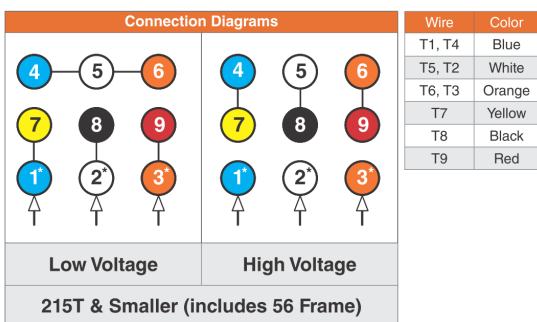 Connection Diagrams
4 5 6 4 5 6
7 8 9 7 8 9
1* 2* 3* 1* 2* 3*
Low Voltage High Voltage
215T & Smaller (includes 56 Frame)
Wire Color
T1, T4 Blue
T5, T2 White
T6, T3 Orange
T7 Yellow
T8 Black
T9 Red